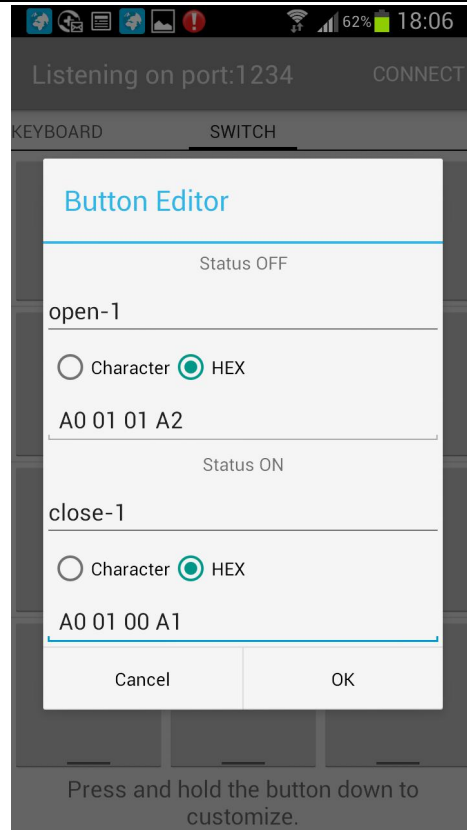 62% 18:06
Listening on port:1234 CONNECT
KEYBOARD SWITCH
Button Editor
Status OFF
open-1
Character HEX
A0 01 01 A2
Status ON
close-1
Character HEX
A0 01 00 A1
Cancel OK
Press and hold the button down to
customize.